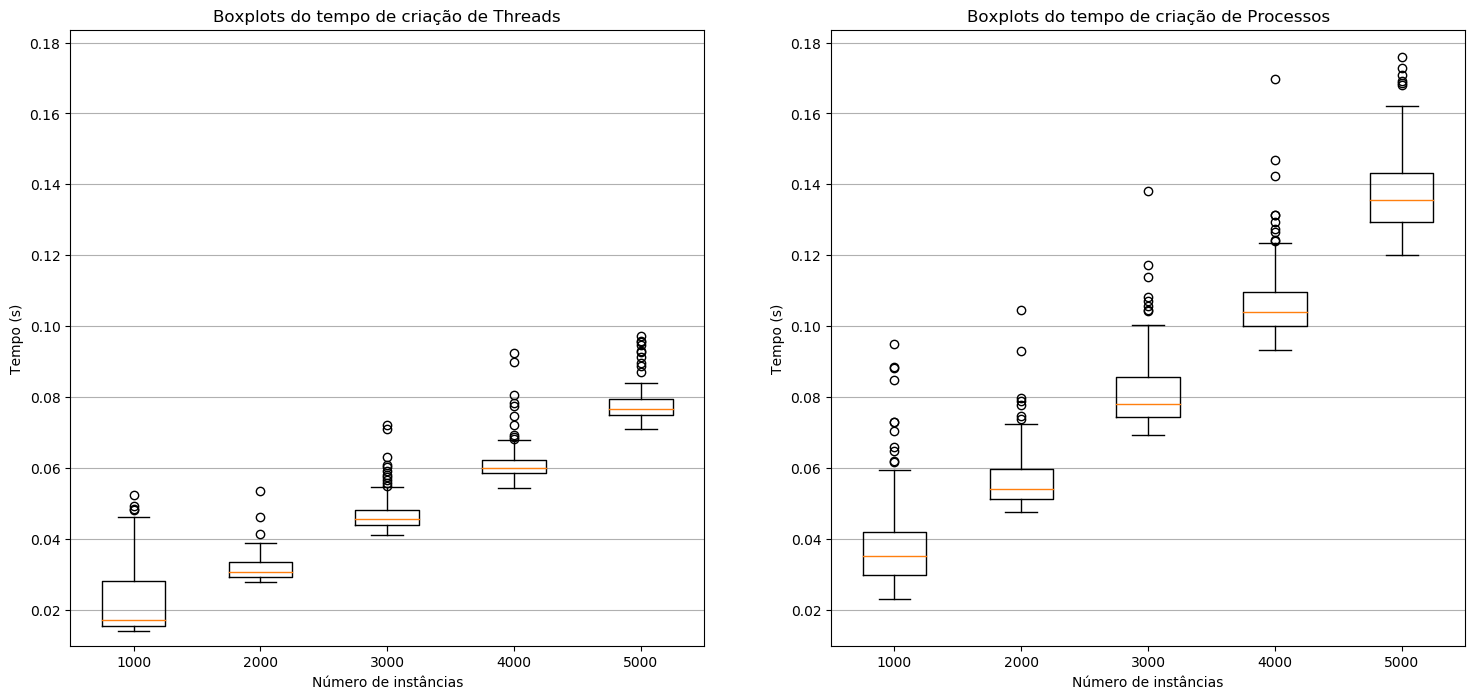 Boxplots do tempo de criação de Threads
Tempo (s)
0.18
0.16
0.14
0.12
0.10
0.08
0.06
0.04
0.02
1000 2000 3000 4000 5000
Número de instâncias
Boxplots do tempo de criação de Processos
Tempo (s)
0.18
0.16
0.14
0.12
0.10
0.08
0.06
0.04
0.02
1000 2000 3000 4000 5000
Número de instâncias